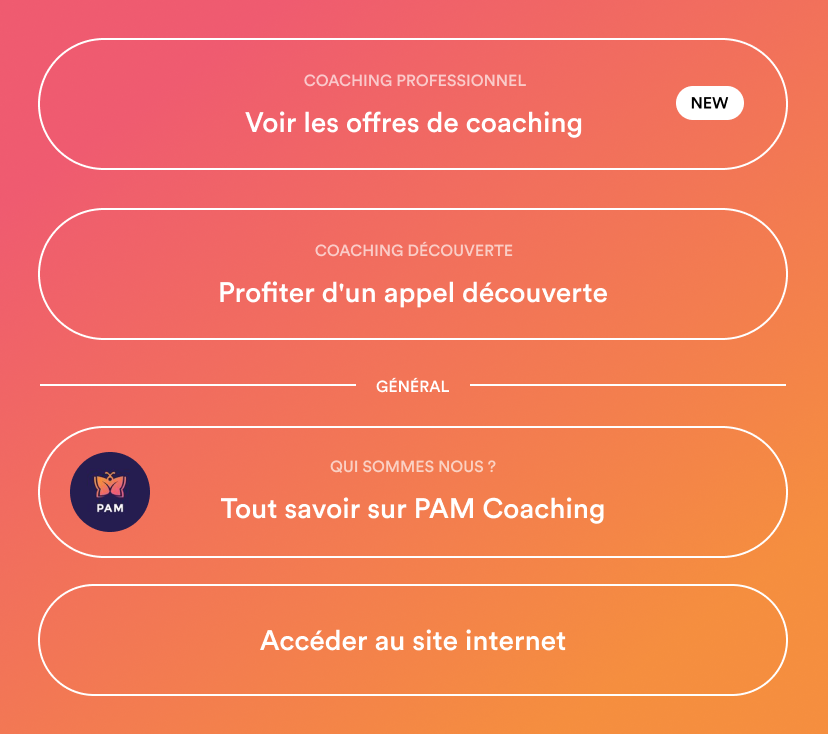 COACHING PROFESSIONNEL
Voir les offres de coaching
NEW
COACHING DÉCOUVERTE
Profiter d'un appel découverte
GÉNÉRAL
PAM
QUI SOMMES NOUS ?
Tout savoir sur PAM Coaching
Accéder au site internet